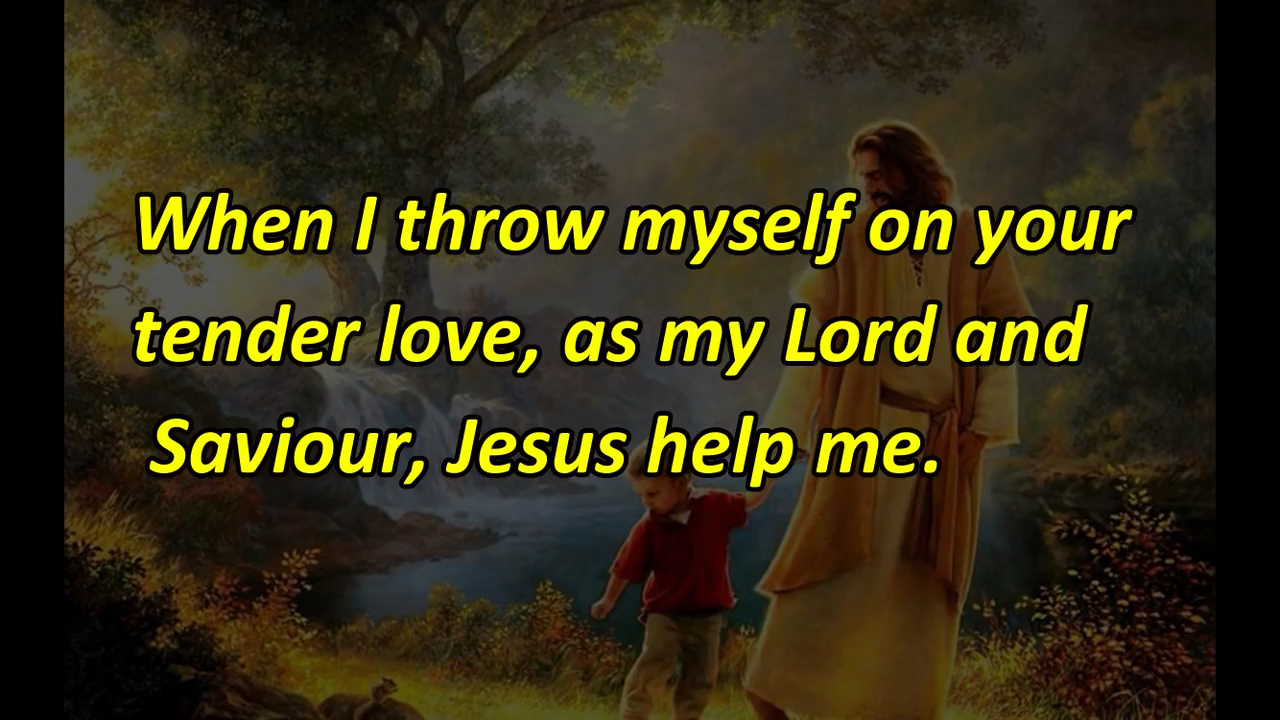 When I throw myself on your
tender love, as my Lord and
Saviour, Jesus help me.